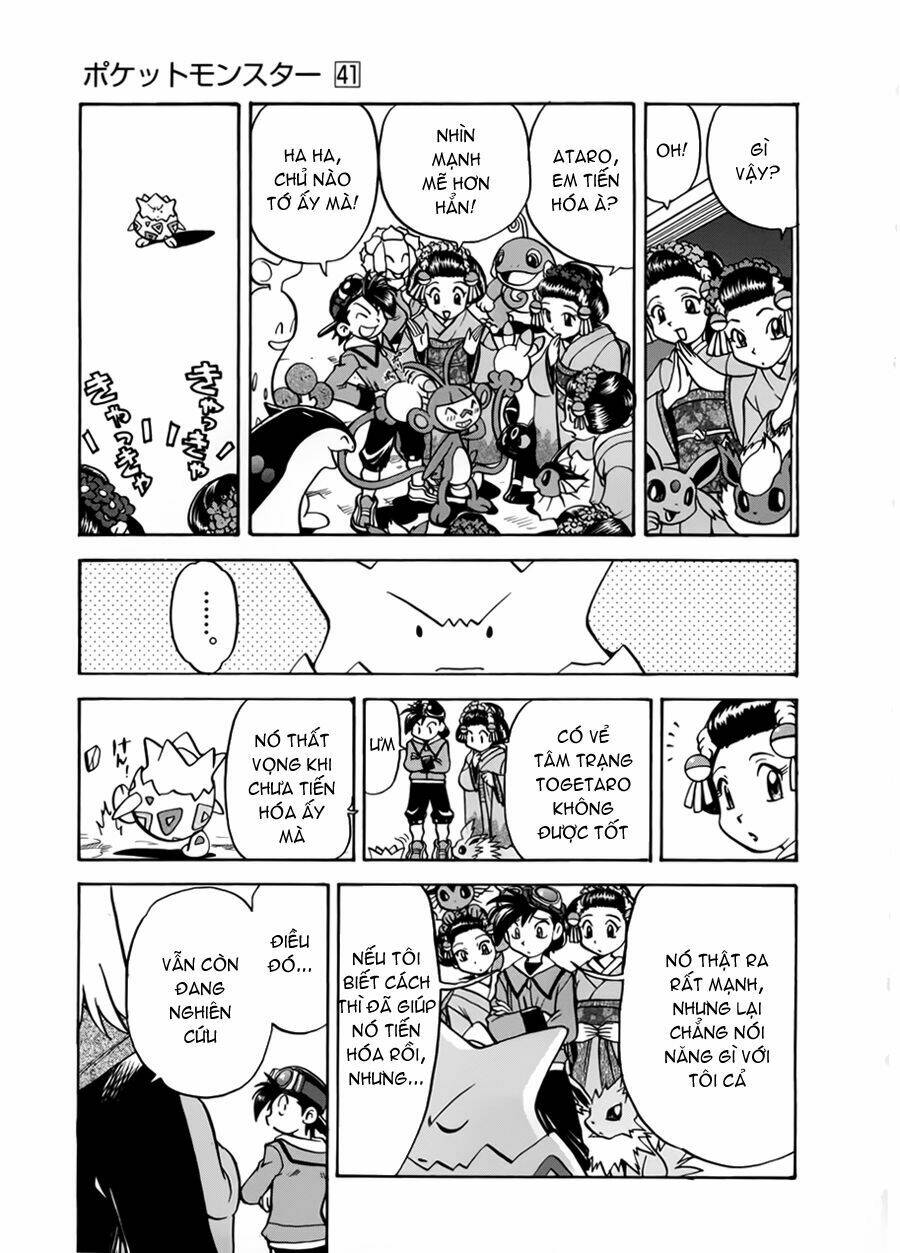 ポケットモンスター 41
GÌ
VẬY?
OH!
ATARO,
EM TIẾN
HÓA À?
NHÌN
MẠNH
MẼ HƠN
HẲN!
HA HA,
CHỦ NÀO
TỚ ẤY MÀ!
きゃっきゃ
きゃっきゃ
……。
CÓ VẺ
TÂM TRẠNG
TOGETARO
KHÔNG
ĐƯỢC TỐT
ƯM
NÓ THẤT
VỌNG KHI
CHƯA TIẾN
HÓA ẤY
MÀ
けん!
NÓ THẬT RA
RẤT MẠNH,
NHƯNG LẠI
CHẲNG NÓI
NĂNG GÌ VỚI
TÔI CẢ
NẾU TÔI
BIẾT CÁCH
THÌ ĐÃ GIÚP
NÓ TIẾN
HÓA RỒI,
NHƯNG...
ĐIỀU
ĐÓ...
VẪN CÒN
ĐANG
NGHIÊN
CỨU